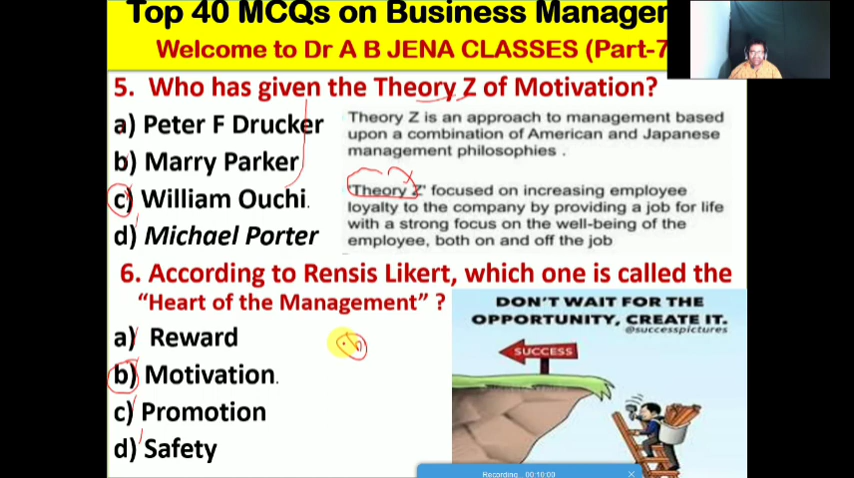 Top 40 MCQs on Business Manager
Welcome to Dr A B JENA CLASSES (Part-7
5. Who has given the Theory Z of Motivation?
a) Peter F Drucker
b) Marry Parker
c) William Ouchi.
d) Michael Porter
Theory Z is an approach to management based
upon a combination of American and Japanese
management philosophies .
'Theory Z' focused on increasing employee
loyalty to the company by providing a job for life
with a strong focus on the well-being of the
employee, both on and off the job
6. According to Rensis Likert, which one is called the
“Heart of the Management” ?
a) Reward
b) Motivation.
c) Promotion
d) Safety
DON'T WAIT FOR THE
OPPORTUNITY, CREATE IT.
@successpictures
SUCCESS
Recording... 00:10:09